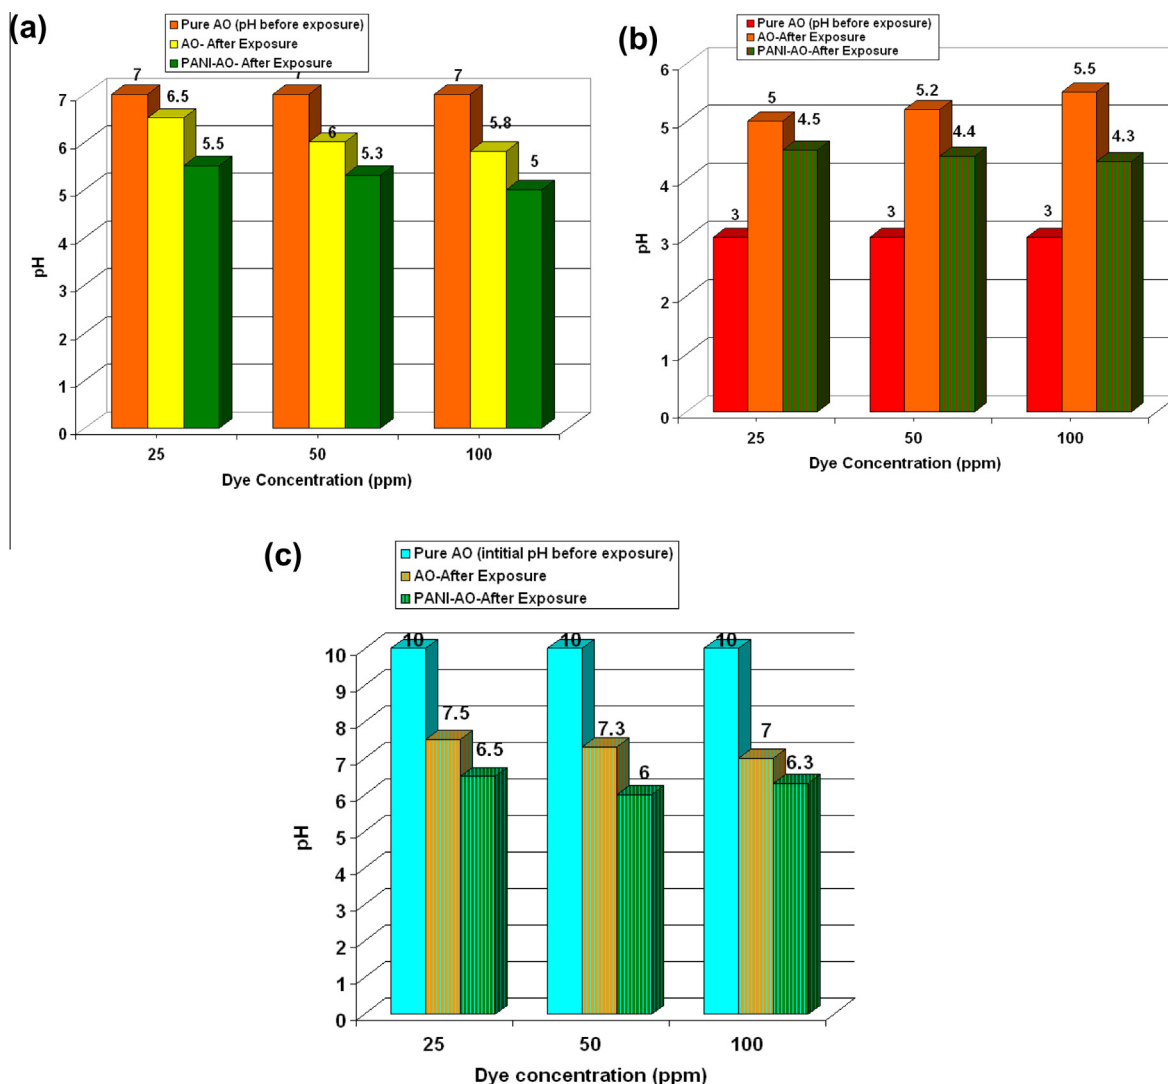 (a)
Pure AO (pH before exposure)
AO- After Exposure
PANI-AO- After Exposure
7 7 7
6.5 6 5.8
5.5 5.3 5
7
6
5
4
3
2
1
0
pH
25 50 100
Dye Concentration (ppm)
(b)
Pure AO (pH before exposure)
AO-After Exposure
PANI-AO-After Exposure
5 5.2 5.5
4.5 4.4 4.3
3 3 3
6
5
4
3
2
1
0
pH
25 50 100
Dye Concentration (ppm)
(c)
Pure AO (intitial pH before exposure)
AO-After Exposure
PANI-AO-After Exposure
10 10 10
7.5 7.3 7
6.5 6 6.3
10
9
8
7
6
5
4
3
2
1
0
pH
25 50 100
Dye concentration (ppm)